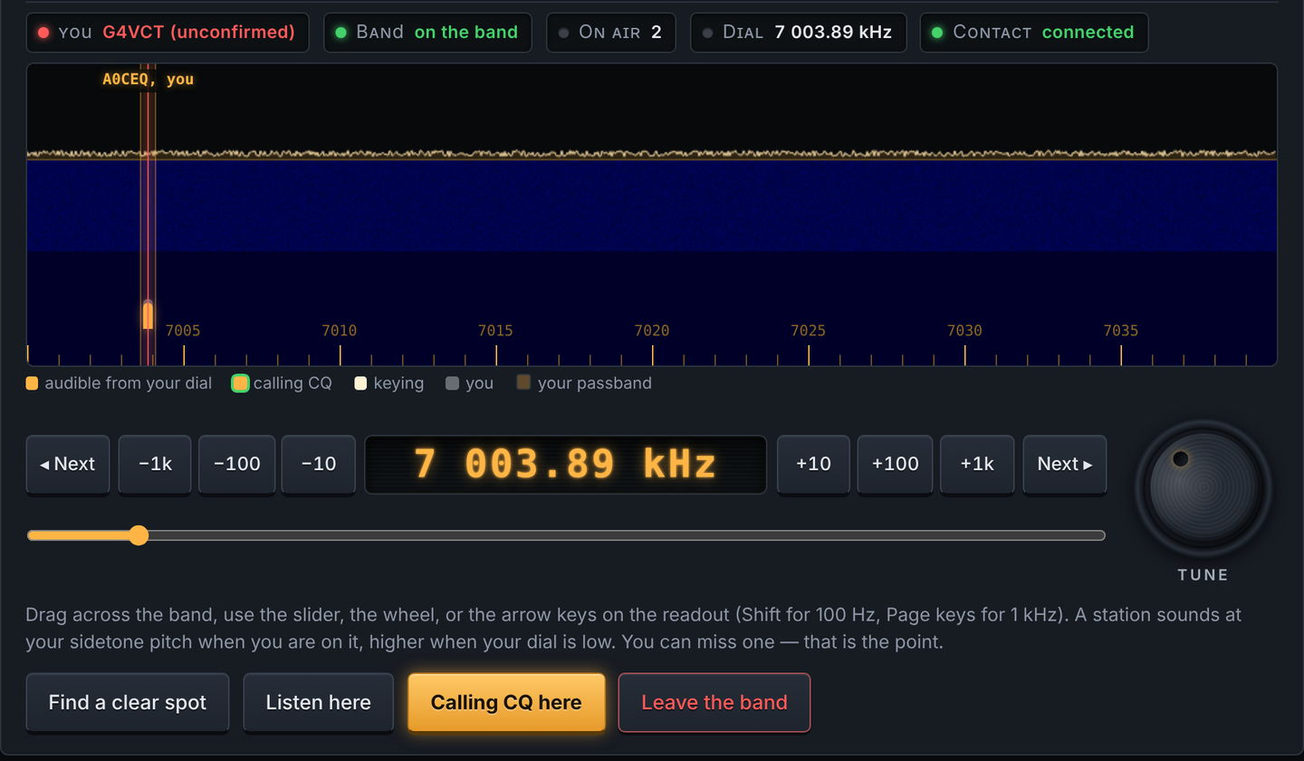 YOU G4VCT (unconfirmed) BAND on the band ON AIR 2 DIAL 7 003.89 kHz CONTACT connected
A0CEQ, you
7005 7010 7015 7020 7025 7030 7035
audible from your dial calling CQ keying you your passband
◂ Next −1k −100 −10 7 003.89 kHz +10 +100 +1k Next ▸
TUNE
Drag across the band, use the slider, the wheel, or the arrow keys on the readout (Shift for 100 Hz, Page keys for 1 kHz). A station sounds at
your sidetone pitch when you are on it, higher when your dial is low. You can miss one — that is the point.
Find a clear spot Listen here Calling CQ here Leave the band